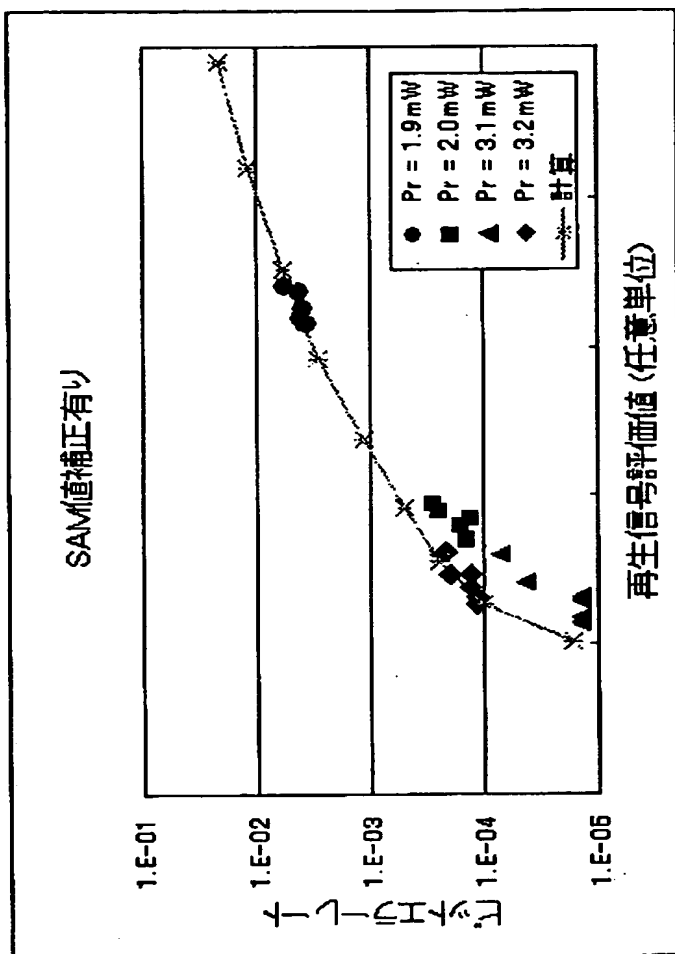 SAM値補正有り
ビットエラーレート
1.E-01
1.E-02
1.E-03
1.E-04
1.E-05
Pr = 1.9mW
Pr = 2.0mW
Pr = 3.1mW
Pr = 3.2mW
計算
再生信号評価値(任意単位)